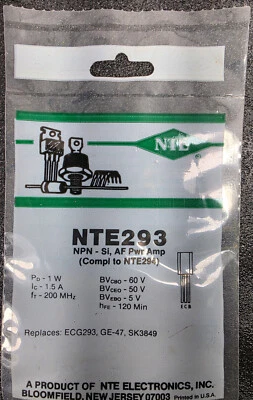 NTE
NTE293
NPN - Si, AF Pwr Amp
(Compl to NTE294)
PD - 1 W
IC - 1.5 A
fT - 200 MHz
BVCBO - 60 V
BVCEO - 50 V
BVEBO - 5 V
hFE - 120 Min
E C B
Replaces: ECG293, GE-47, SK3849
A PRODUCT OF NTE ELECTRONICS, INC.
BLOOMFIELD, NEW JERSEY 07003 Printed in U.S.A.